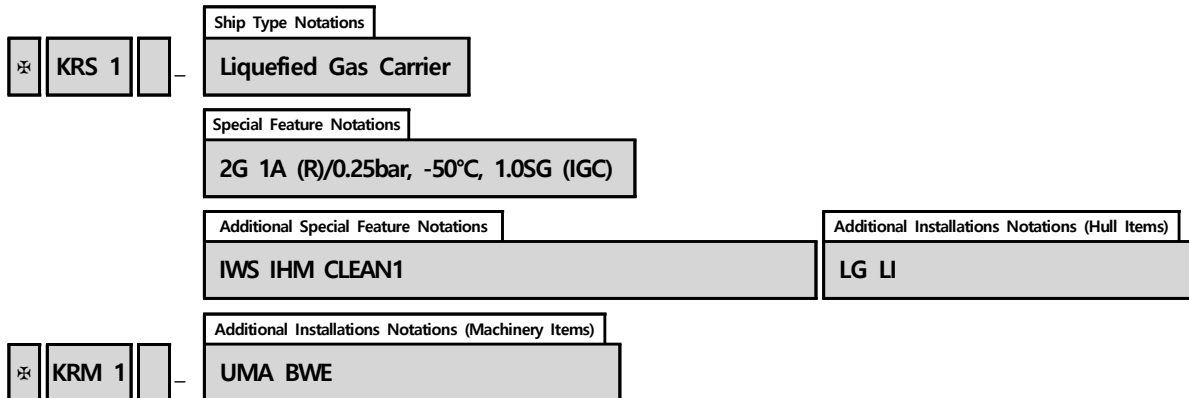 Ship Type Notations
✠ KRS 1 _ Liquefied Gas Carrier
Special Feature Notations
2G 1A (R)/0.25bar, -50℃, 1.0SG (IGC)
Additional Special Feature Notations Additional Installations Notations (Hull Items)
IWS IHM CLEAN1 LG LI
Additional Installations Notations (Machinery Items)
✠ KRM 1 _ UMA BWE